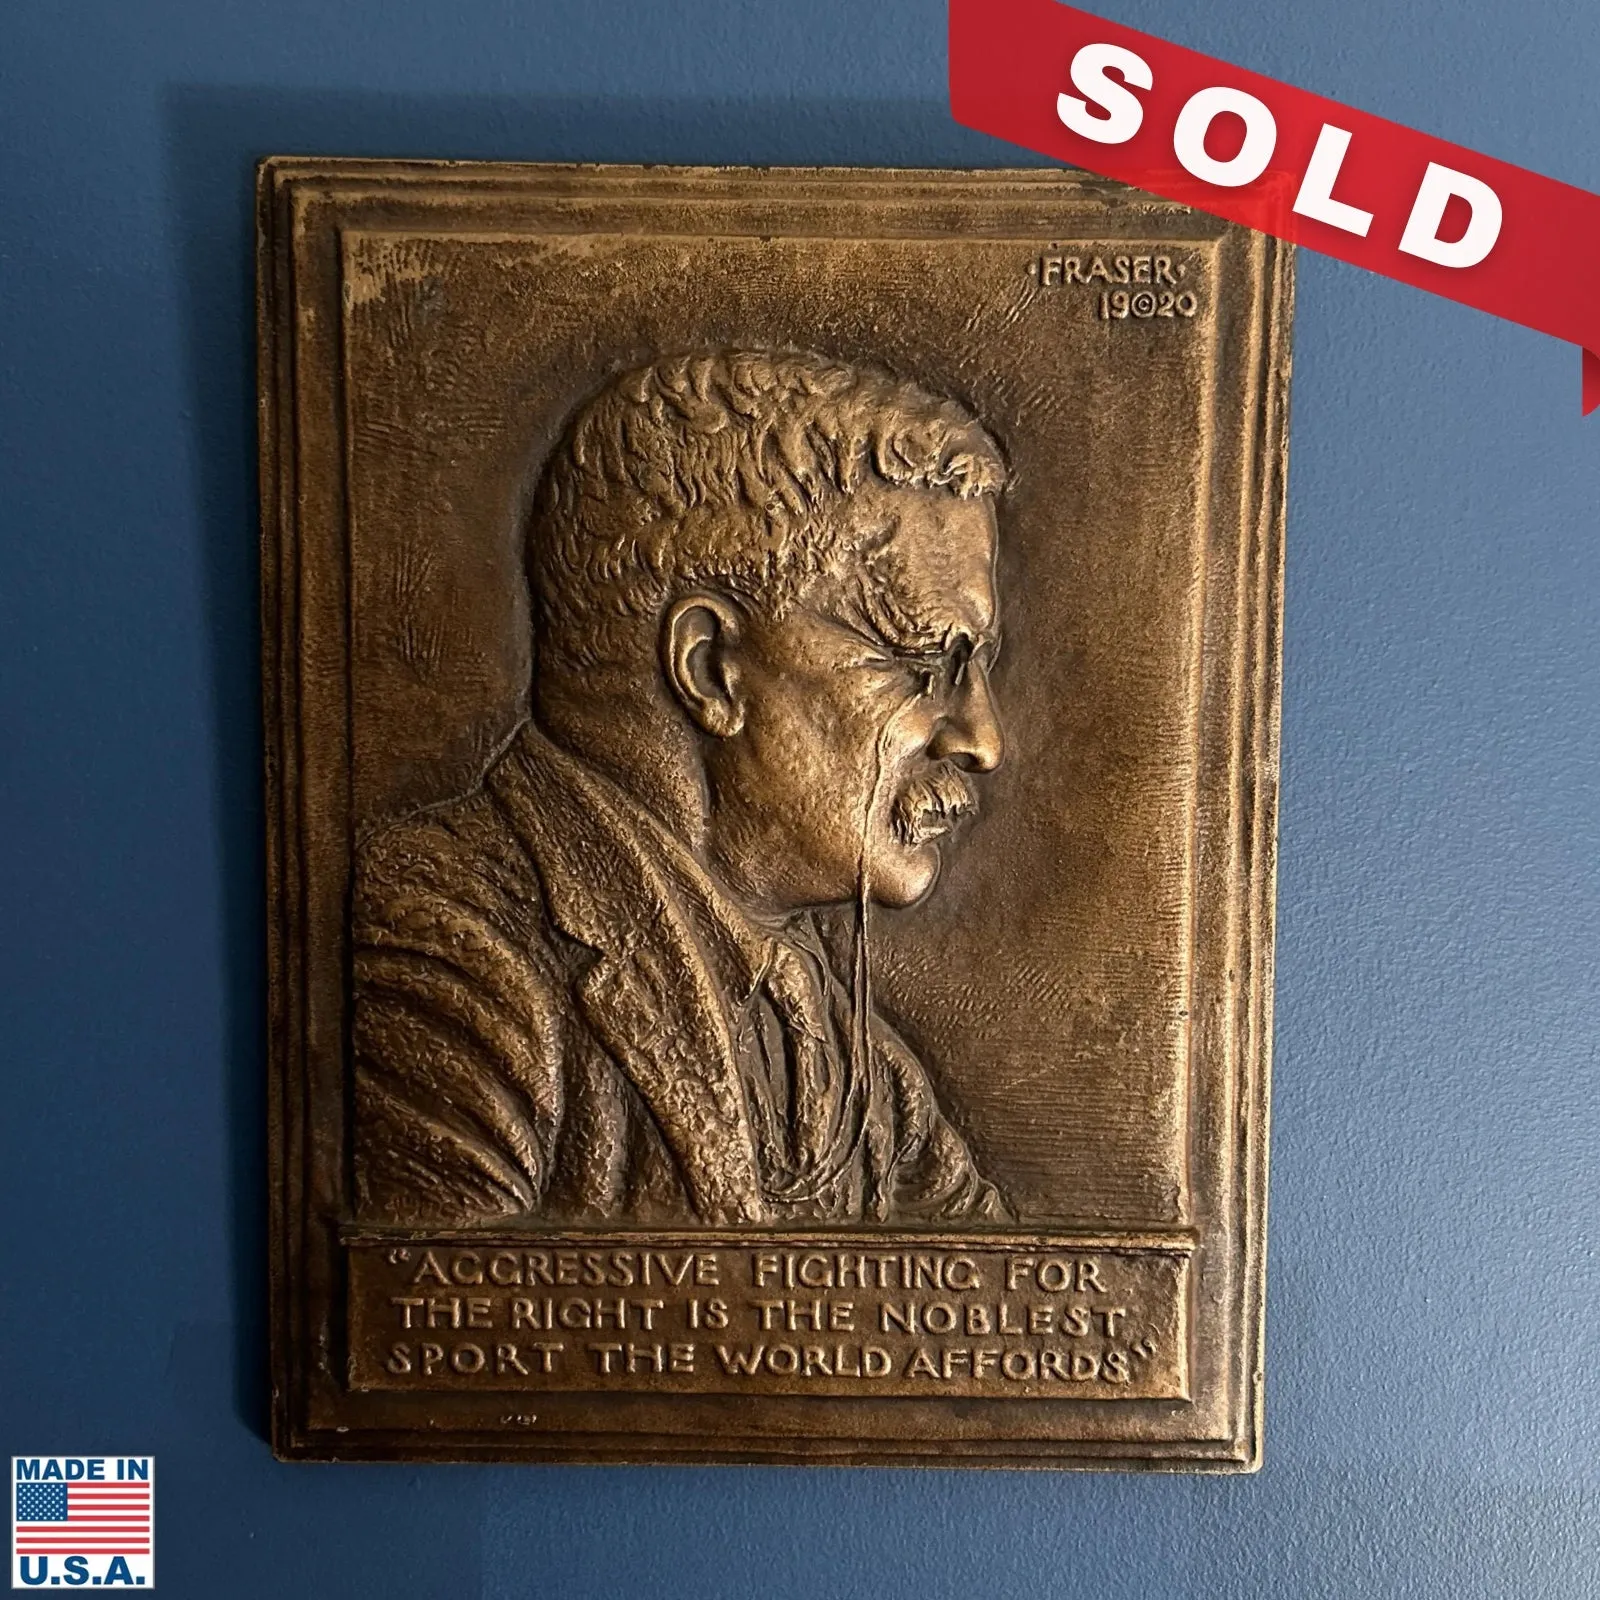 SOLD
·FRASER·
19©20
“AGGRESSIVE FIGHTING FOR
THE RIGHT IS THE NOBLEST
SPORT THE WORLD AFFORDS”
MADE IN
U.S.A.